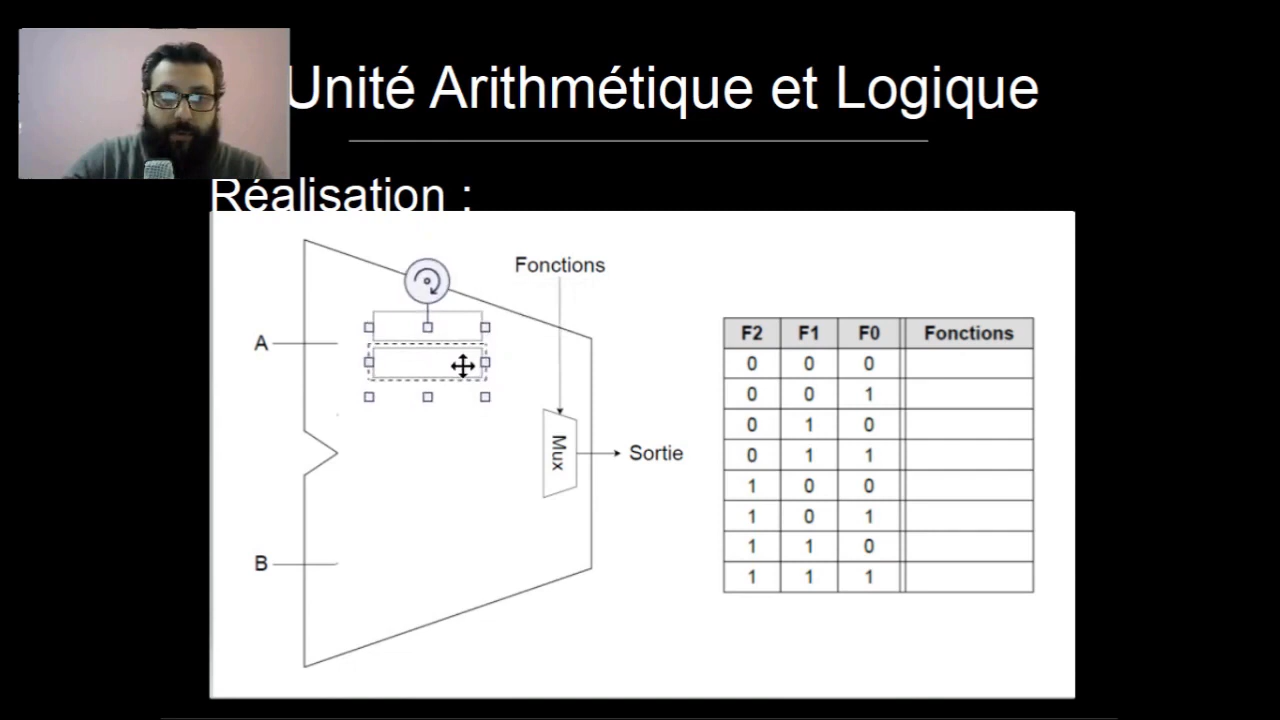 Unité Arithmétique et Logique
Réalisation :
Fonctions
A
Mux
Sortie
B
F2 F1 F0 Fonctions
0 0 0
0 0 1
0 1 0
0 1 1
1 0 0
1 0 1
1 1 0
1 1 1